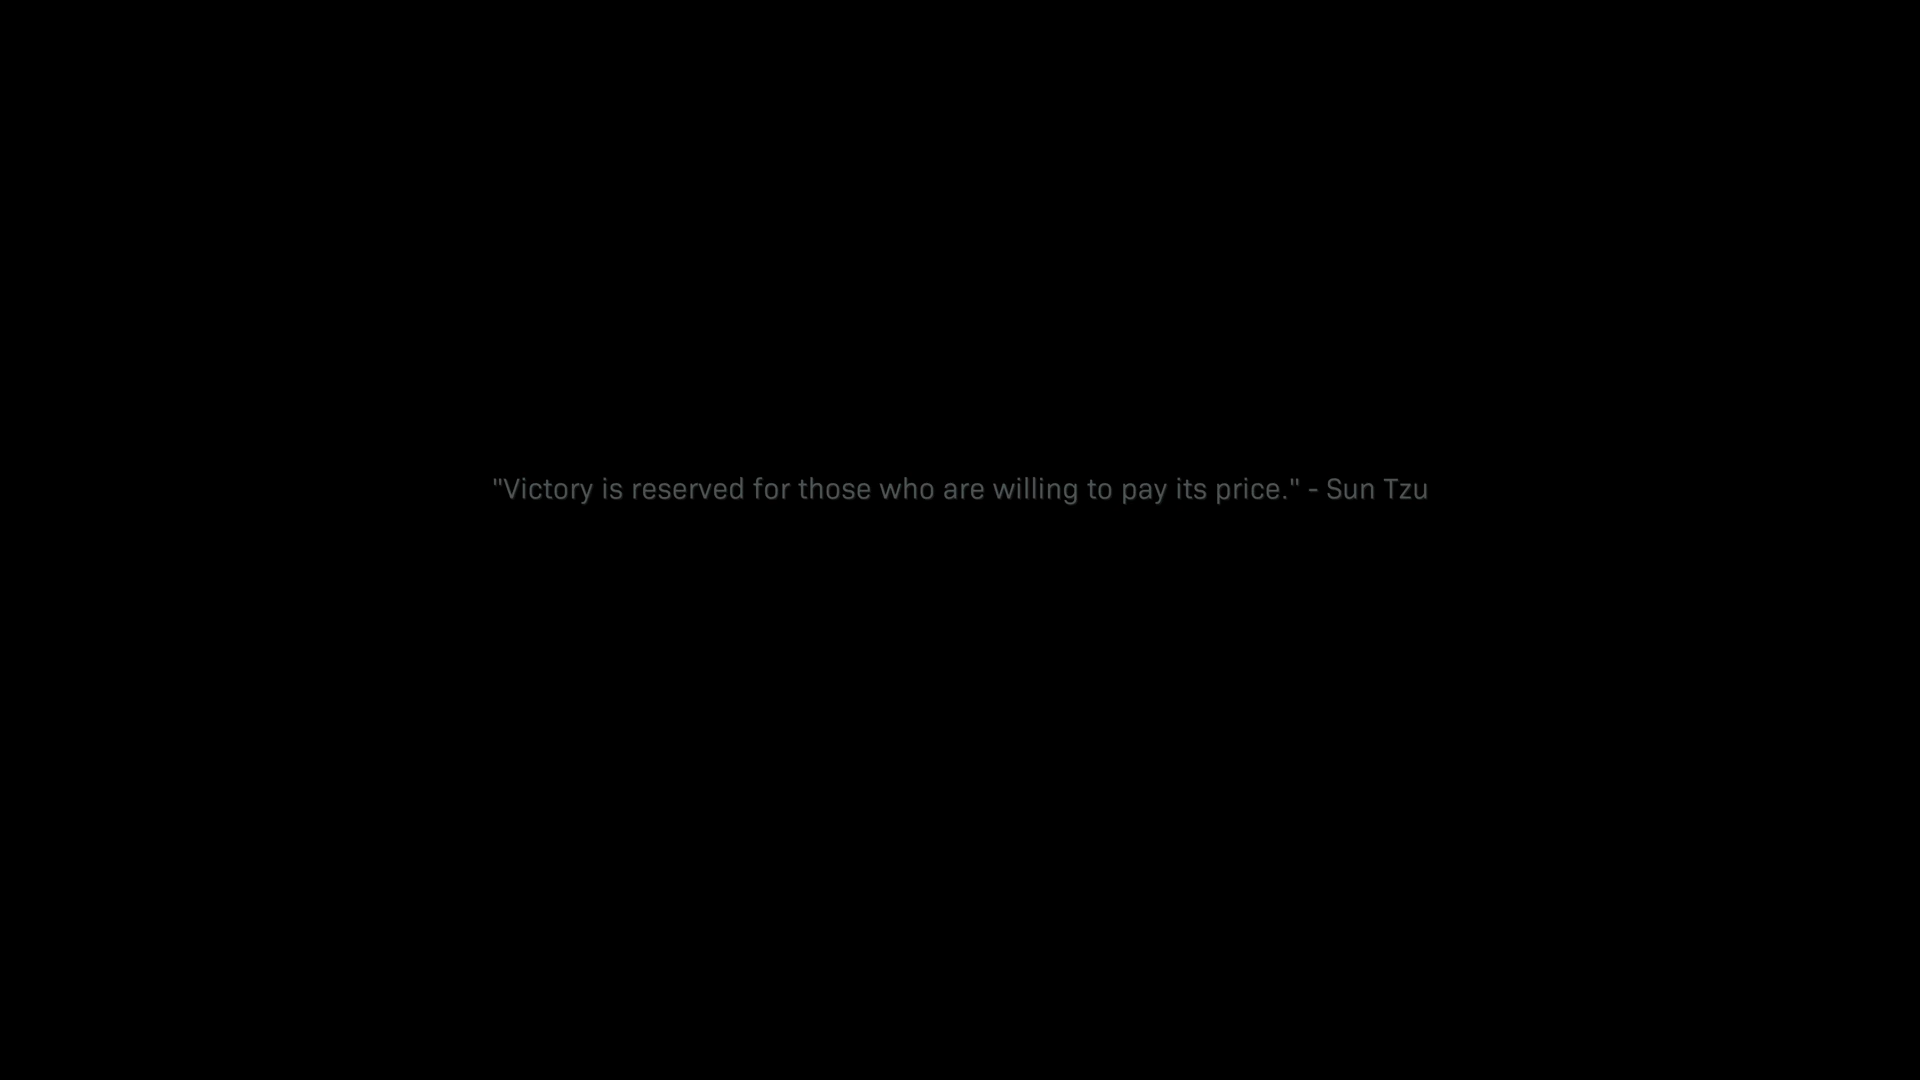 "Victory is reserved for those who are willing to pay its price." - Sun Tzu